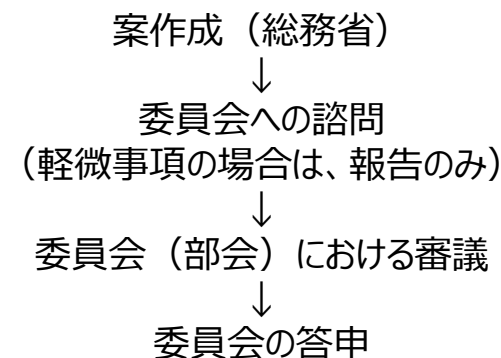 案作成（総務省）
↓
委員会への諮問
（軽微事項の場合は、報告のみ）
↓
委員会（部会）における審議
↓
委員会の答申